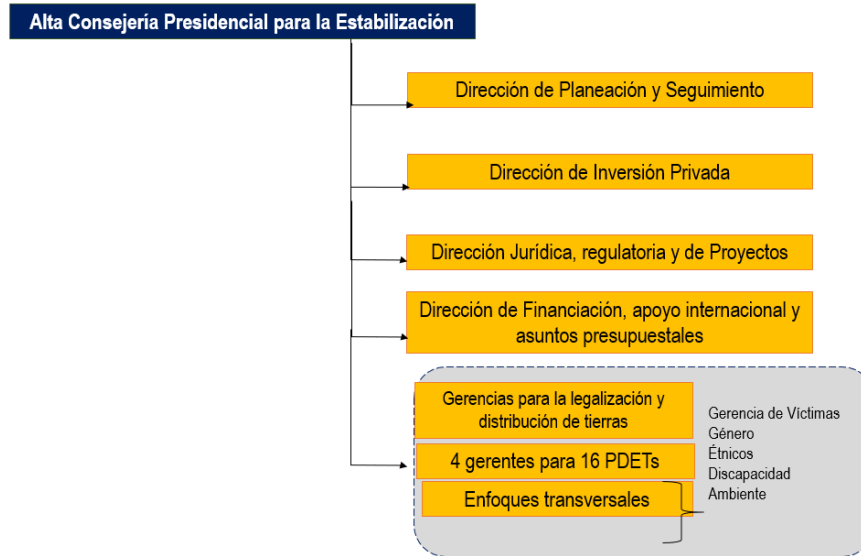 Alta Consejería Presidencial para la Estabilización
Dirección de Planeación y Seguimiento
Dirección de Inversión Privada
Dirección Jurídica, regulatoria y de Proyectos
Dirección de Financiación, apoyo internacional y
asuntos presupuestales
Gerencias para la legalización y
distribución de tierras
4 gerentes para 16 PDETs
Enfoques transversales
Gerencia de Víctimas
Género
Étnicos
Discapacidad
Ambiente